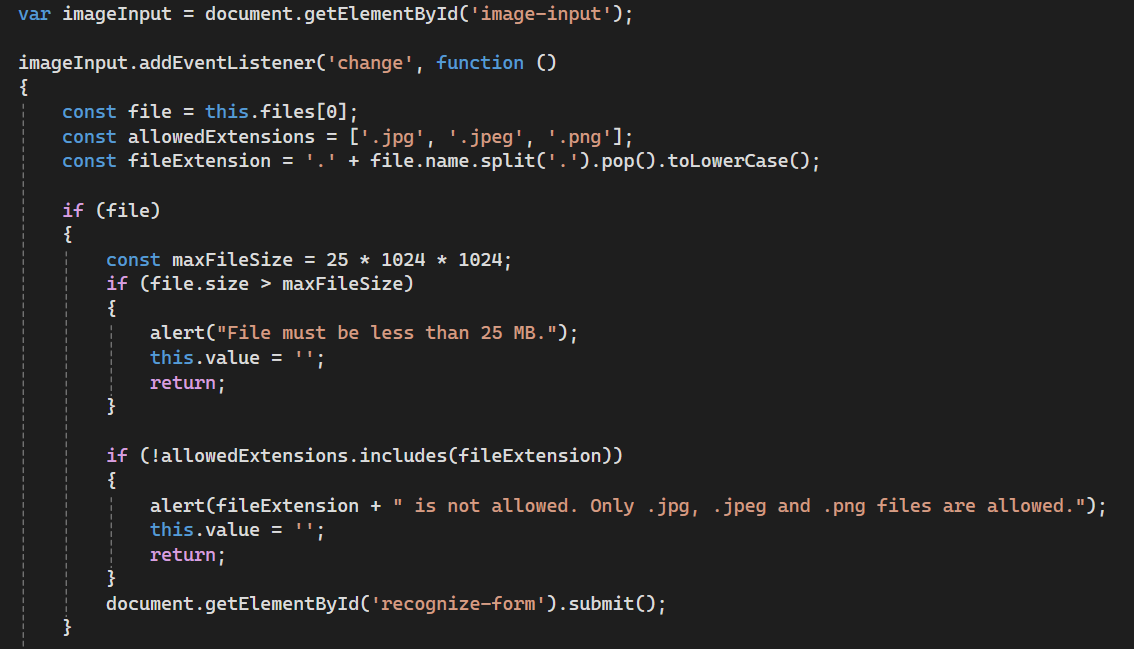 var imageInput = document.getElementById('image-input');

imageInput.addEventListener('change', function ()
{
    const file = this.files[0];
    const allowedExtensions = ['.jpg', '.jpeg', '.png'];
    const fileExtension = '.' + file.name.split('.').pop().toLowerCase();

    if (file)
    {
        const maxFileSize = 25 * 1024 * 1024;
        if (file.size > maxFileSize)
        {
            alert("File must be less than 25 MB.");
            this.value = '';
            return;
        }

        if (!allowedExtensions.includes(fileExtension))
        {
            alert(fileExtension + " is not allowed. Only .jpg, .jpeg and .png files are allowed.");
            this.value = '';
            return;
        }
        document.getElementById('recognize-form').submit();
    }